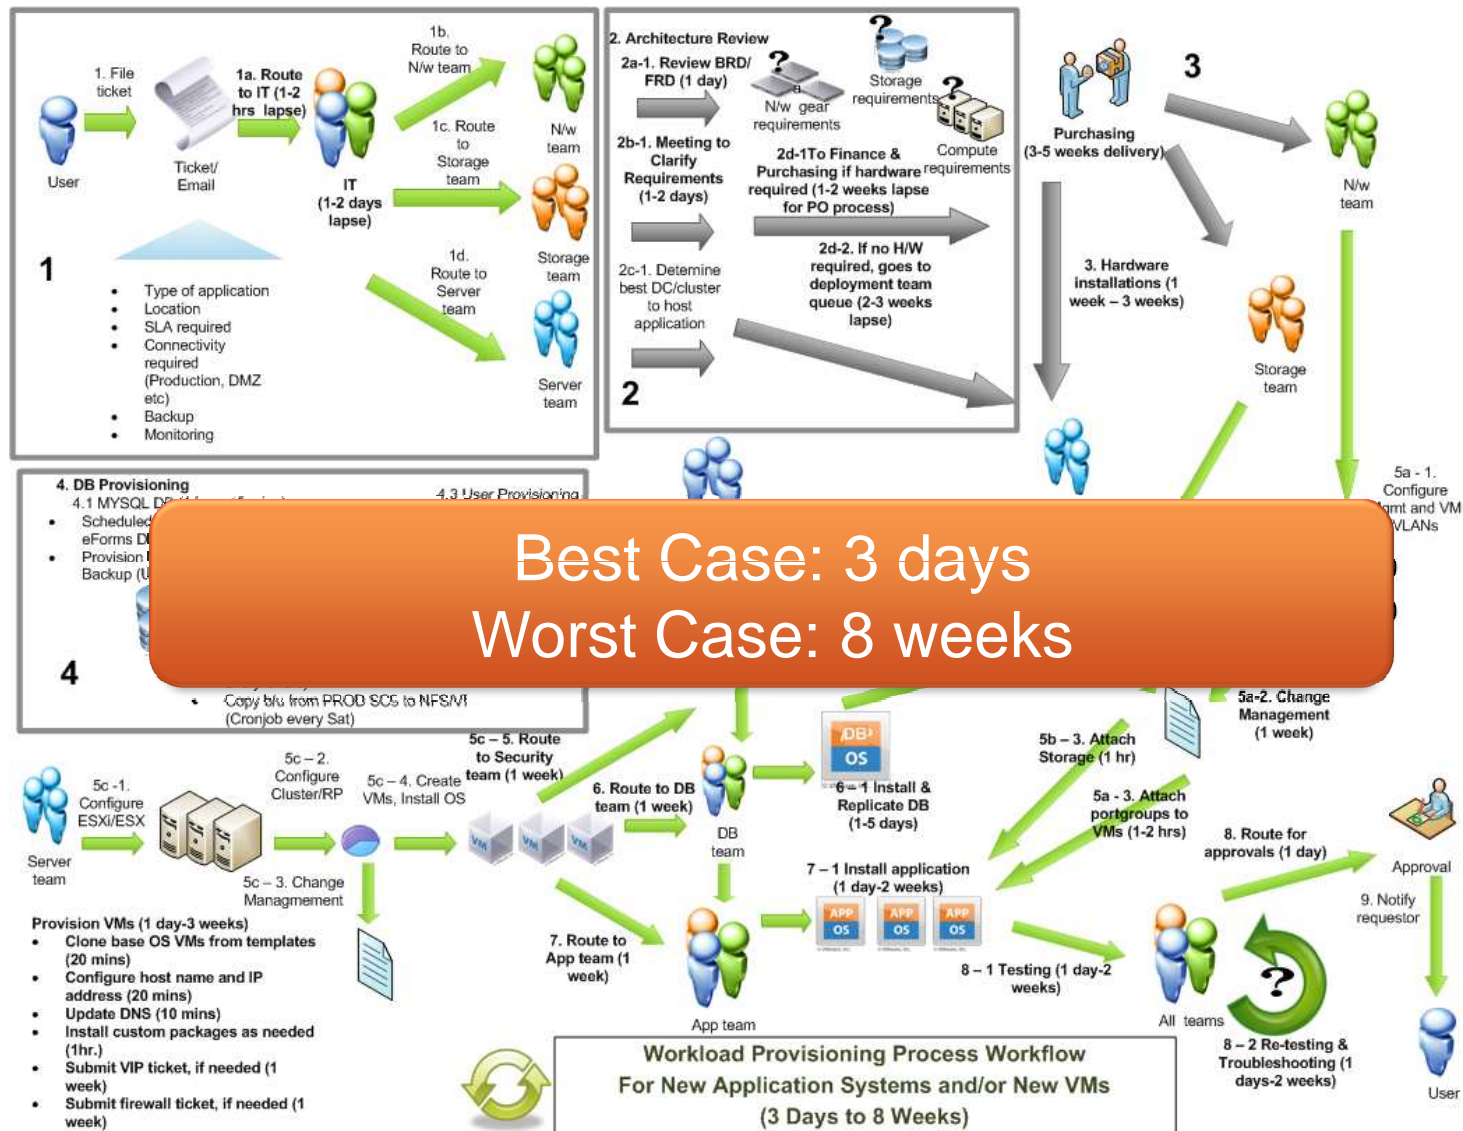 1. File
ticket
1a. Route
to IT (1-2
hrs lapse)
1b.
Route to
N/w team
User
Ticket/
Email
IT
(1-2 days
lapse)
1c. Route
to
Storage
team
N/w
team
1d.
Route to
Server
team
Storage
team
Server
team
1
Type of application
Location
SLA required
Connectivity
required
(Production, DMZ
etc)
Backup
Monitoring
2. Architecture Review
2a-1. Review BRD/
FRD (1 day)
?
?
?
N/w gear
requirements
Storage
requirements
Compute
requirements
2b-1. Meeting to
Clarify
Requirements
(1-2 days)
2d-1To Finance &
Purchasing if hardware
required (1-2 weeks lapse
for PO process)
2c-1. Detemine
best DC/cluster
to host
application
2d-2. If no H/W
required, goes to
deployment team
queue (2-3 weeks
lapse)
2
3
Purchasing
(3-5 weeks delivery)
N/w
team
3. Hardware
installations (1
week – 3 weeks)
Storage
team
4. DB Provisioning
4.1 MYSQL
4.3 User Provisioning
Scheduled
eForms
Provision
Backup
4
Copy b/u from PROD SC5 to NFS/VI
(Cronjob every Sat)
Best Case: 3 days
Worst Case: 8 weeks
5a - 1.
Configure
and VM
VLANs
5a-2. Change
Management
(1 week)
5c – 5. Route
to Security
team (1 week)
DB
OS
5b – 3. Attach
Storage (1 hr)
5c -1.
Configure
ESXi/ESX
5c – 2.
Configure
Cluster/RP
5c – 4. Create
VMs, Install OS
6. Route to DB
team (1 week)
6 – 1 Install &
Replicate DB
(1-5 days)
5a - 3. Attach
portgroups to
VMs (1-2 hrs)
Server
team
VM
VM
VM
DB
team
8. Route for
approvals (1 day)
Approval
5c – 3. Change
Managmement
7 – 1 Install application
(1 day-2 weeks)
APP
OS
APP
OS
APP
OS
9. Notify
requestor
Provision VMs (1 day-3 weeks)
Clone base OS VMs from templates
(20 mins)
Configure host name and IP
address (20 mins)
Update DNS (10 mins)
Install custom packages as needed
(1hr.)
Submit VIP ticket, if needed (1
week)
Submit firewall ticket, if needed (1
week)
7. Route to
App team (1
week)
App team
8 – 1 Testing (1 day-2
weeks)
All teams
?
8 – 2 Re-testing &
Troubleshooting (1
days-2 weeks)
User
Workload Provisioning Process Workflow
For New Application Systems and/or New VMs
(3 Days to 8 Weeks)